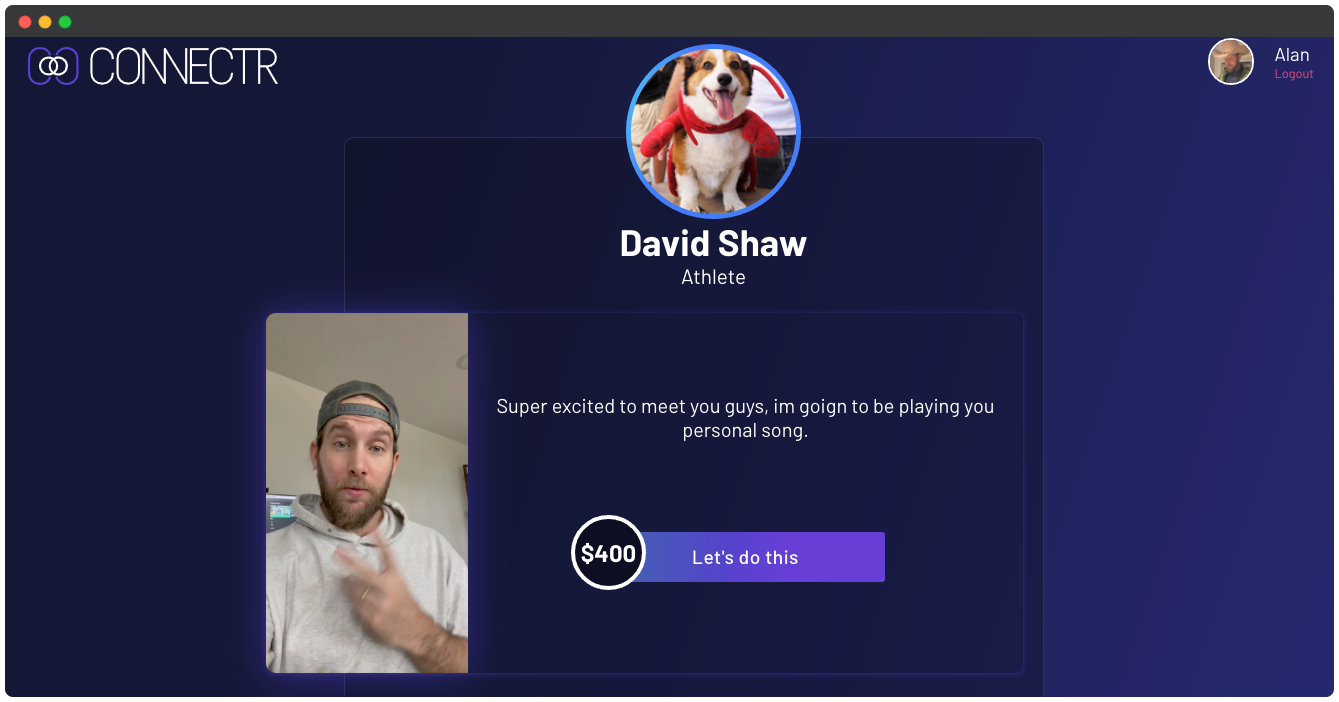 CONNECTR
Alan
Logout
David Shaw
Athlete
Super excited to meet you guys, im goign to be playing you
personal song.
$400
Let's do this